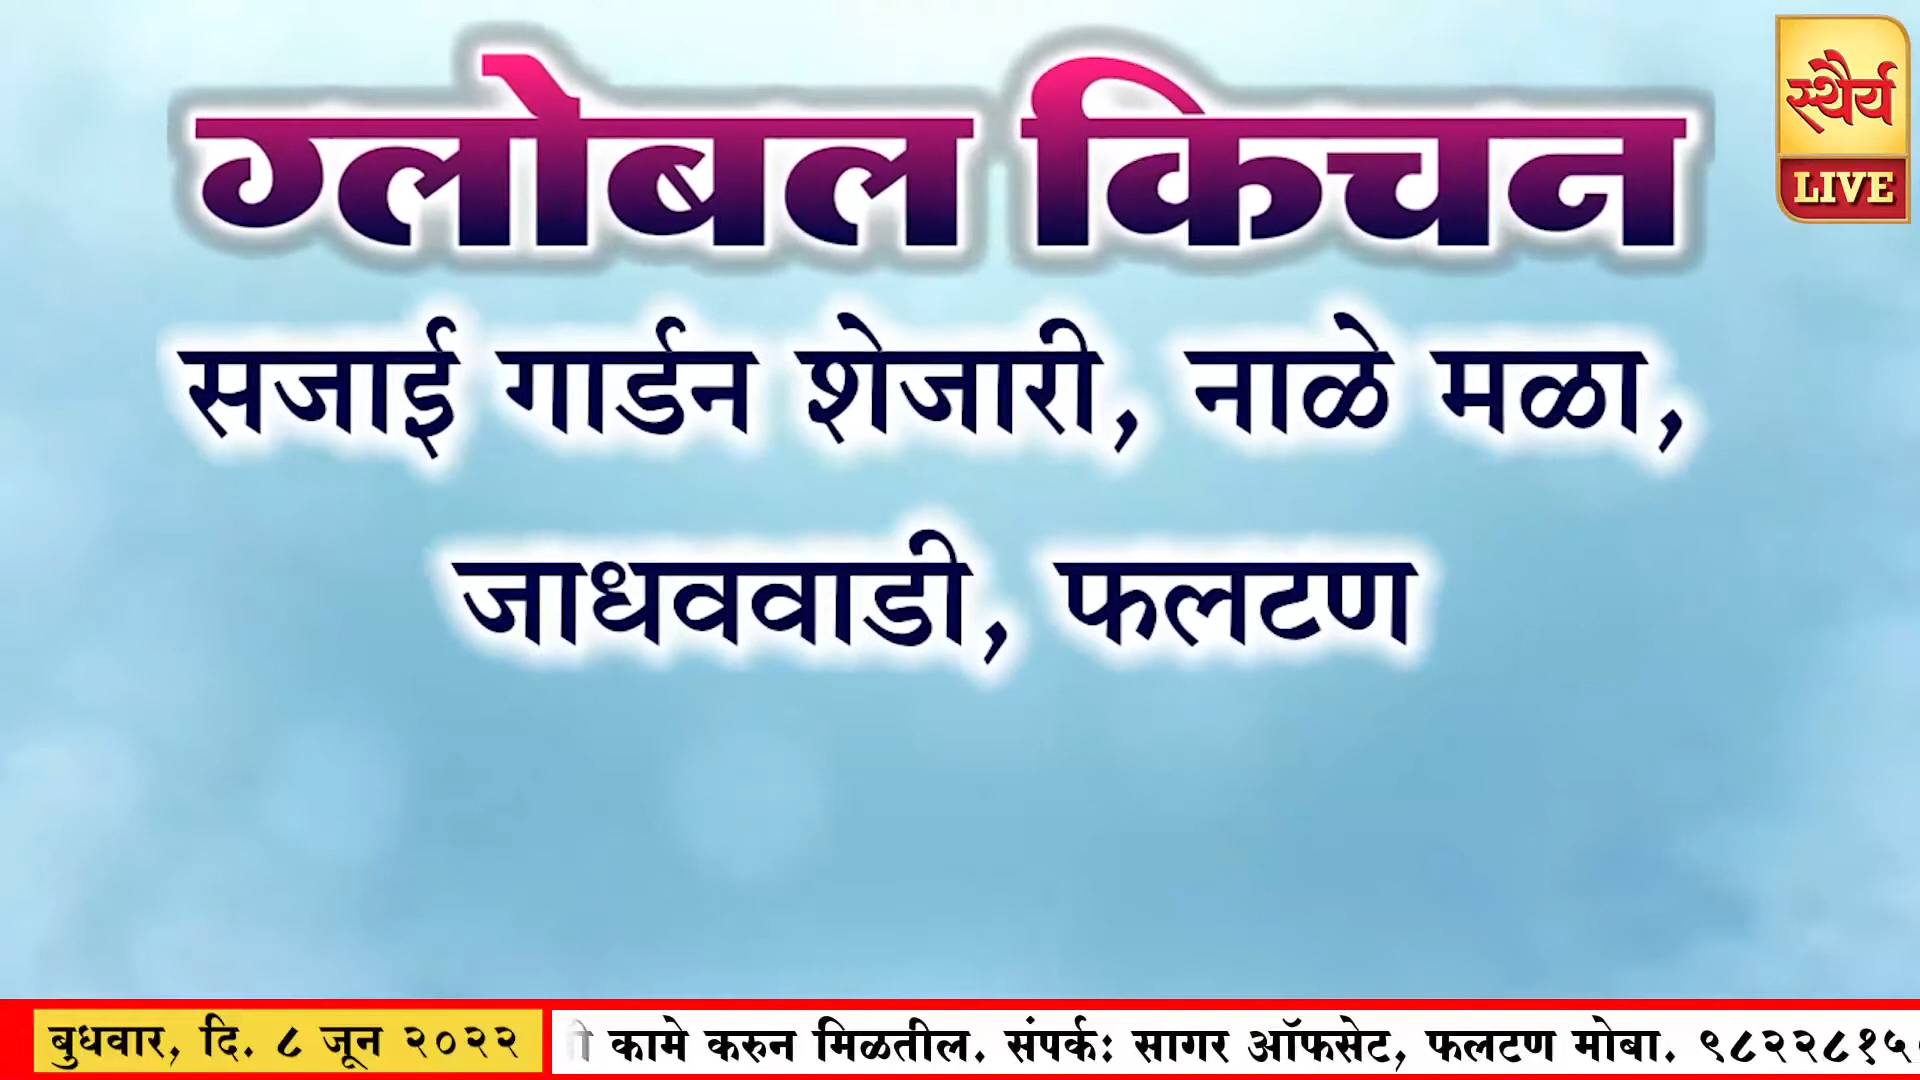 ग्लोबल किचन
स्थैर्य
LIVE
सजाई गार्डन शेजारी, नाळे मळा,
जाधववाडी, फलटण
बुधवार, दि. ८ जून २०२२
कामे करुन मिळतील. संपर्क: सागर ऑफसेट, फलटण मोबा. ९८२२८१५